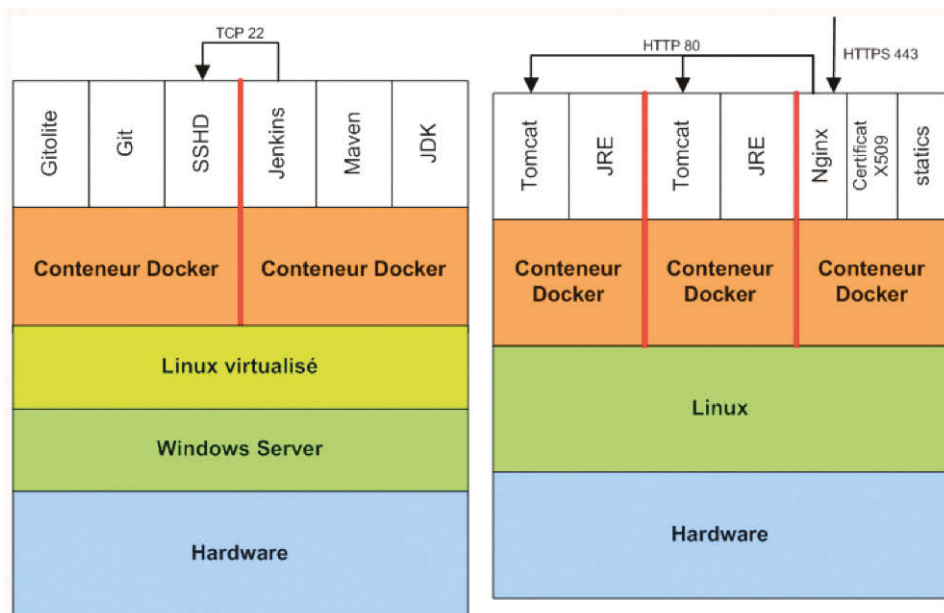 TCP 22
Gitolite
Git
SSHD
Jenkins
Maven
JDK
Conteneur Docker
Conteneur Docker
Linux virtualisé
Windows Server
Hardware
HTTP 80
HTTPS 443
Tomcat
JRE
Tomcat
JRE
Nginx
Certificat
X509
statics
Conteneur
Docker
Conteneur
Docker
Conteneur
Docker
Linux
Hardware